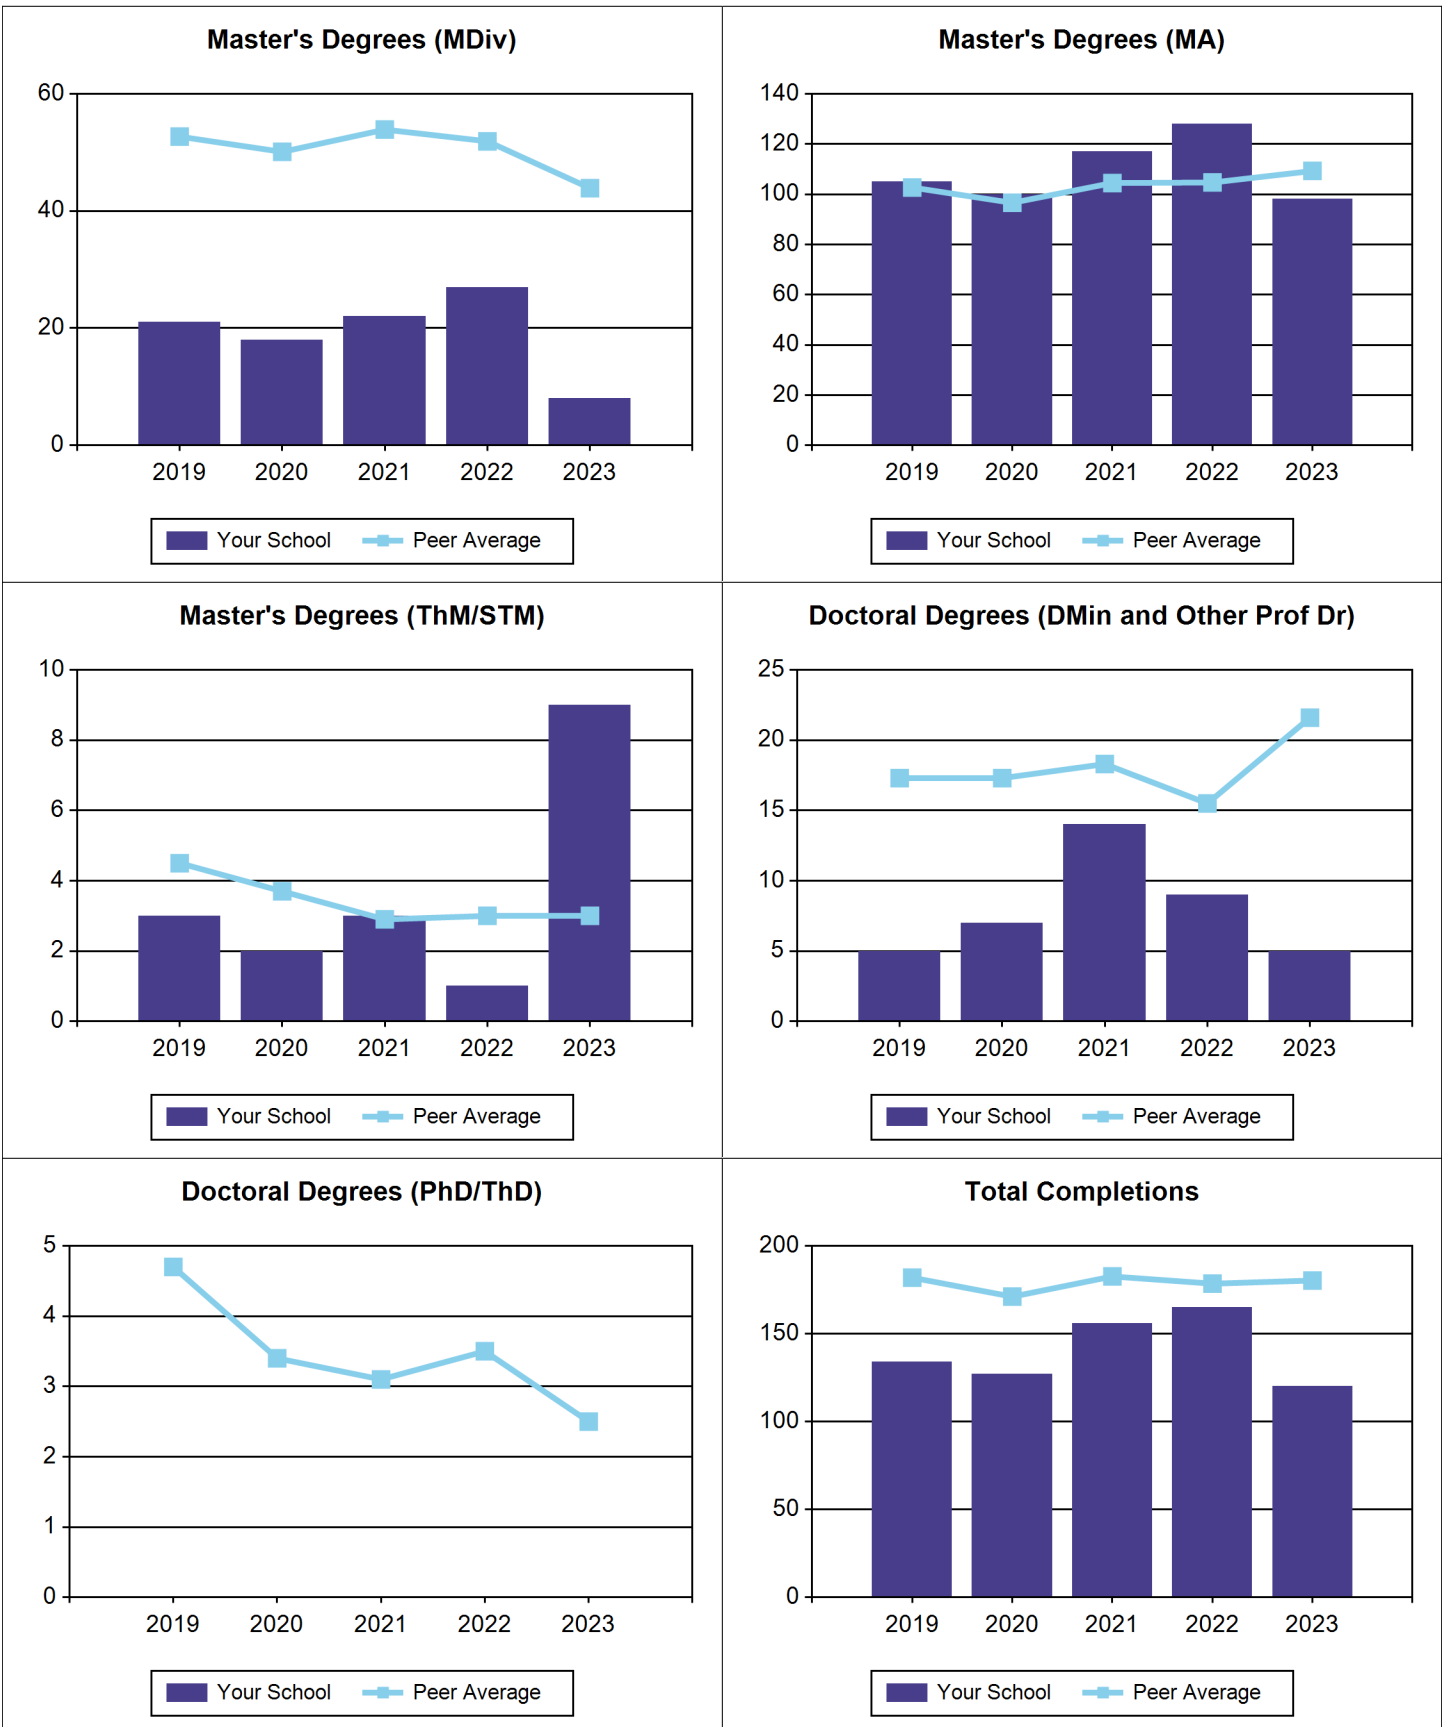 Master's Degrees (MDiv)
60
40
20
0
2019 2020 2021 2022 2023
Your School Peer Average
Master's Degrees (MA)
140
120
100
80
60
40
20
0
2019 2020 2021 2022 2023
Your School Peer Average
Master's Degrees (ThM/STM)
10
8
6
4
2
0
2019 2020 2021 2022 2023
Your School Peer Average
Doctoral Degrees (DMin and Other Prof Dr)
25
20
15
10
5
0
2019 2020 2021 2022 2023
Your School Peer Average
Doctoral Degrees (PhD/ThD)
5
4
3
2
1
0
2019 2020 2021 2022 2023
Your School Peer Average
Total Completions
200
150
100
50
0
2019 2020 2021 2022 2023
Your School Peer Average